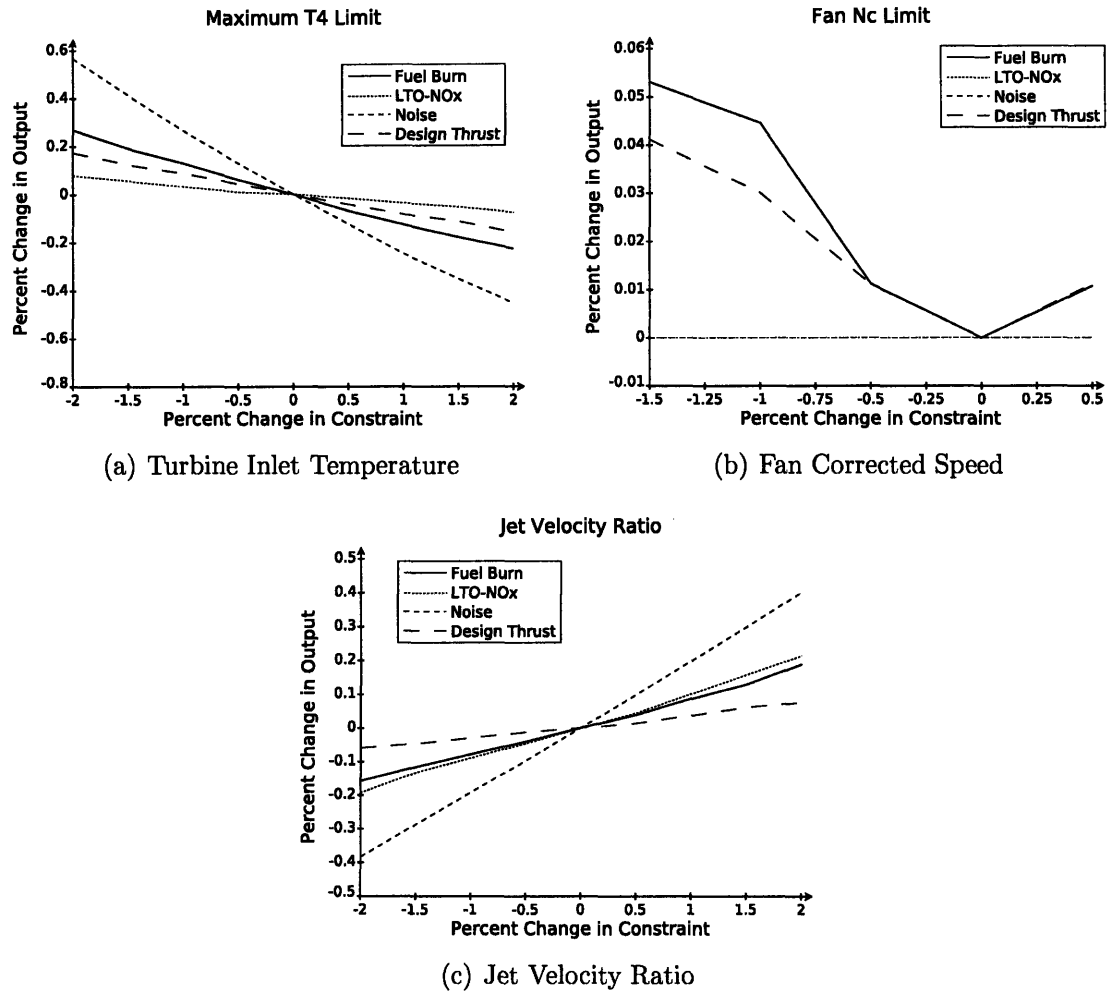 Maximum T4 Limit
Percent Change in Output
0.6
0.4
0.2
0
-0.2
-0.4
-0.6
-0.8
Fuel Burn
LTO-NOx
Noise
Design Thrust
-2 -1.5 -1 -0.5 0 0.5 1 1.5 2
Percent Change in Constraint
(a) Turbine Inlet Temperature
Fan Nc Limit
Percent Change in Output
0.06
0.05
0.04
0.03
0.02
0.01
0
-0.01
Fuel Burn
LTO-NOx
Noise
Design Thrust
-1.5 -1.25 -1 -0.75 -0.5 -0.25 0 0.25 0.5
Percent Change in Constraint
(b) Fan Corrected Speed
Jet Velocity Ratio
Percent Change in Output
0.5
0.4
0.3
0.2
0.1
0
-0.1
-0.2
-0.3
-0.4
-0.5
Fuel Burn
LTO-NOx
Noise
Design Thrust
-2 -1.5 -1 -0.5 0 0.5 1 1.5 2
Percent Change in Constraint
(c) Jet Velocity Ratio